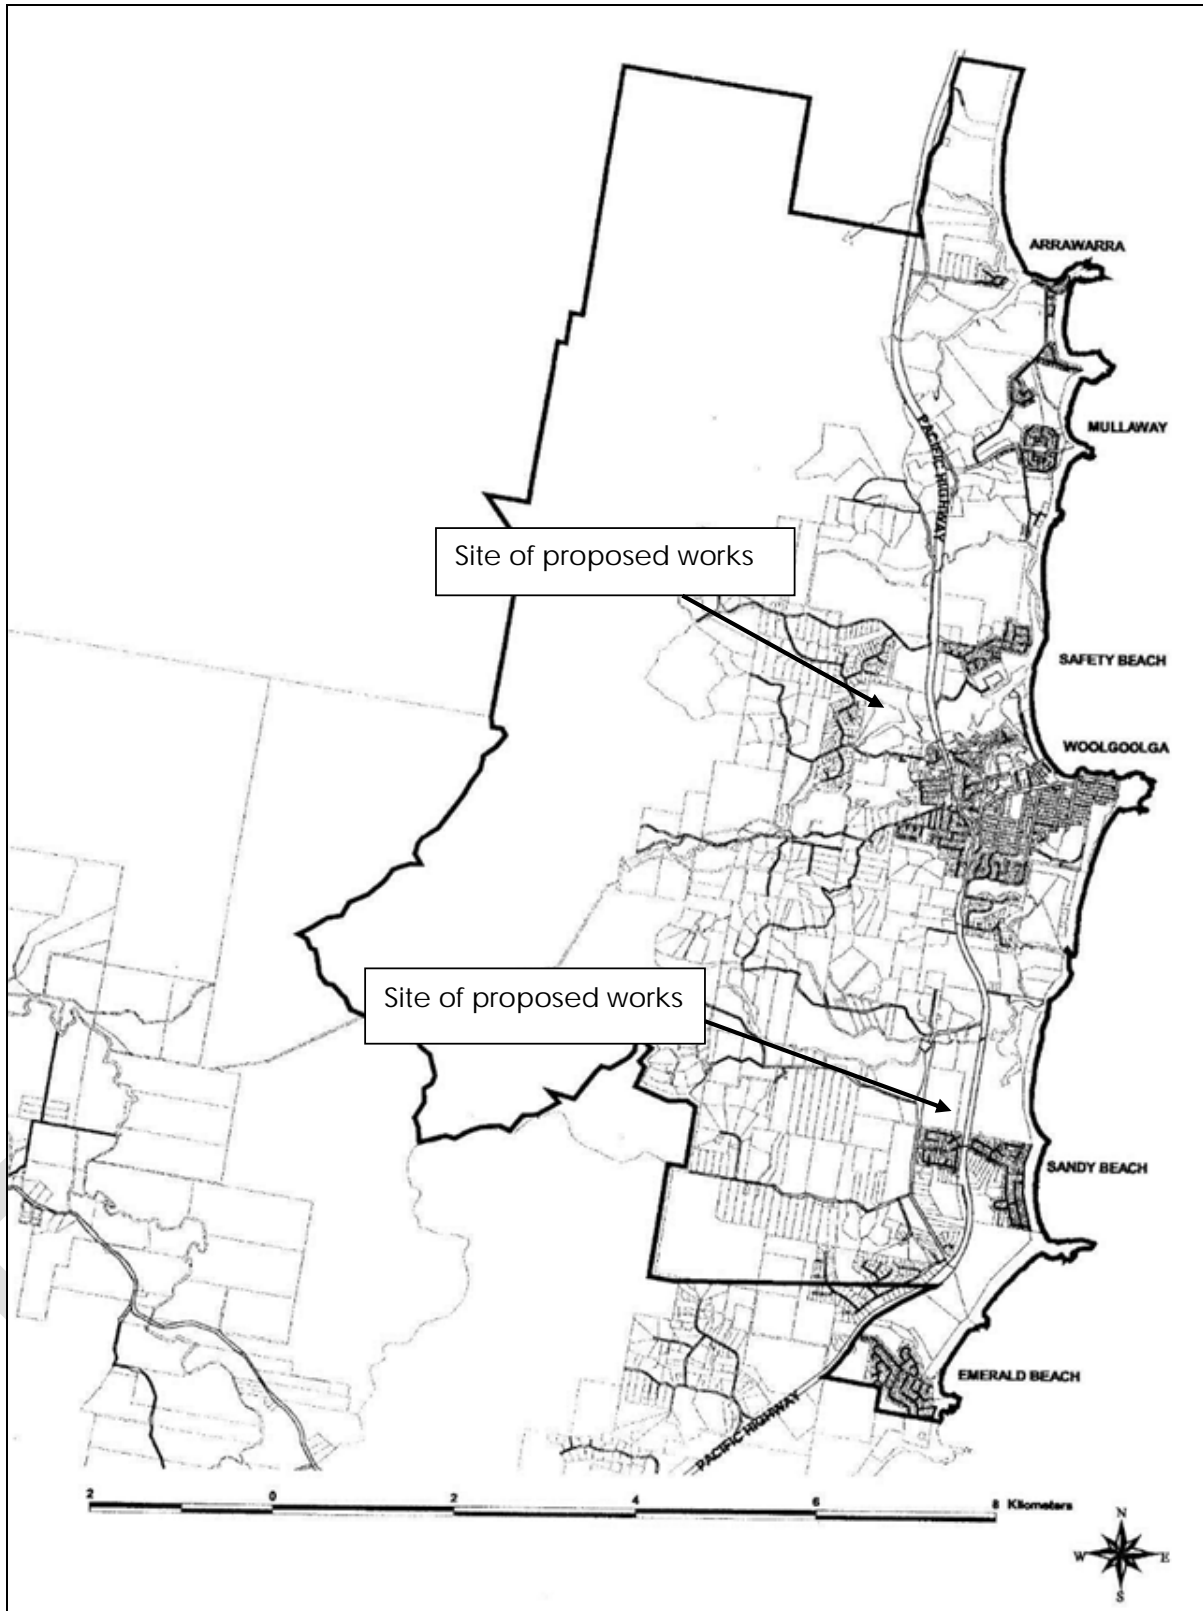 ARRAWARRA
MULLAWAY
PACIFIC HIGHWAY
Site of proposed works
SAFETY BEACH
WOOLGOOLGA
Site of proposed works
SANDY BEACH
EMERALD BEACH
PACIFIC HIGHWAY
2 0 2 4 6 8 Kilometers
N
W E
S